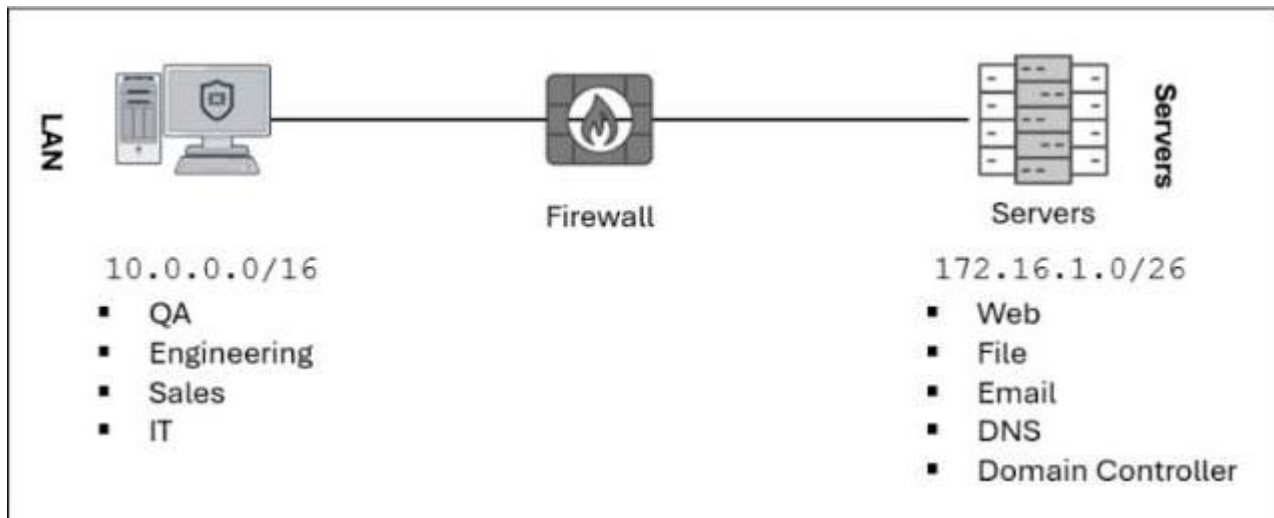 LAN
Firewall
Servers
Servers
10.0.0.0/16
▪ QA
▪ Engineering
▪ Sales
▪ IT
172.16.1.0/26
▪ Web
▪ File
▪ Email
▪ DNS
▪ Domain Controller